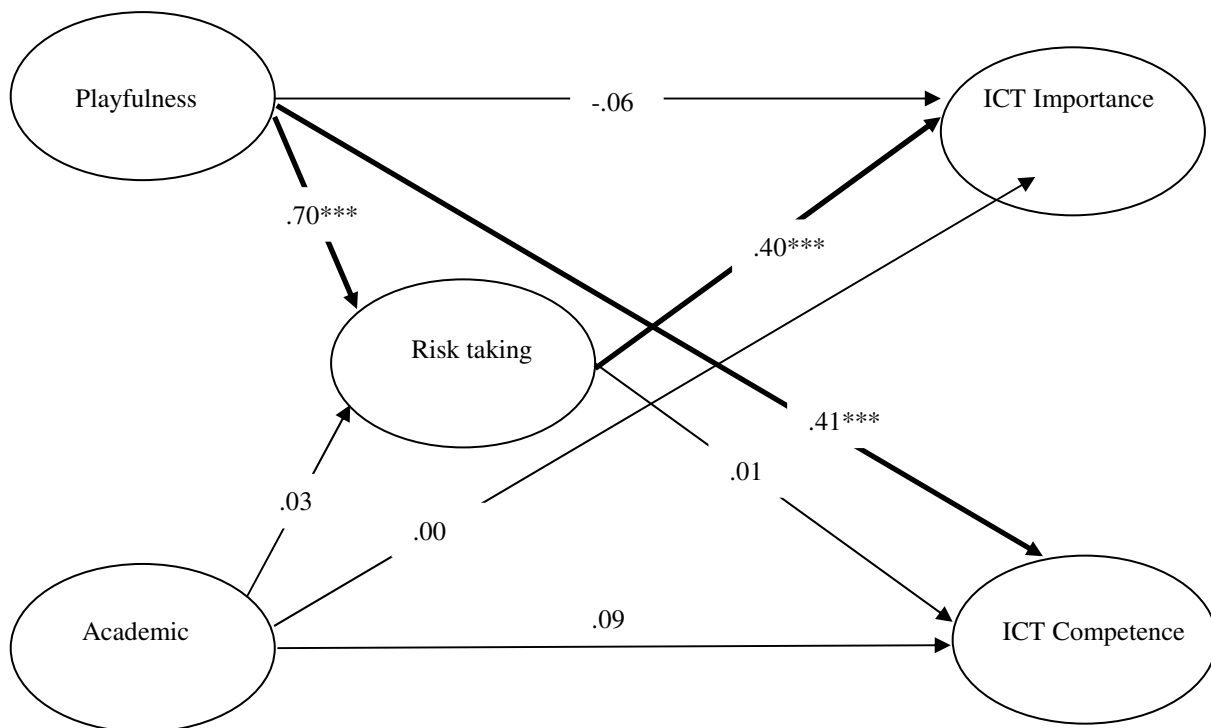 Playfulness
ICT Importance
-.06
.70***
.40***
Risk taking
.41***
.01
.03
.00
Academic
.09
ICT Competence